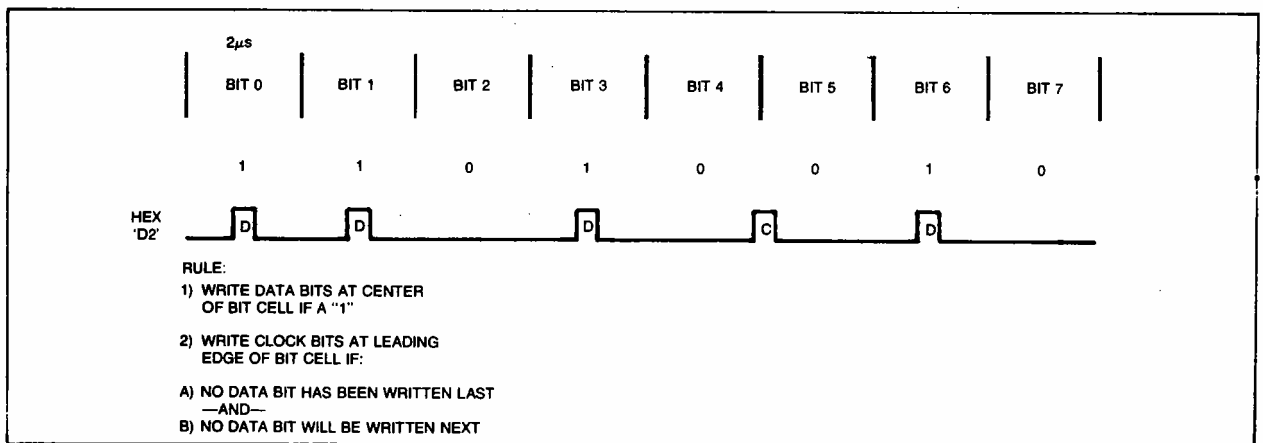 2μs
BIT 0 BIT 1 BIT 2 BIT 3 BIT 4 BIT 5 BIT 6 BIT 7
1 1 0 1 0 0 1 0
HEX
'D2'
D D D C D
RULE:
1) WRITE DATA BITS AT CENTER
OF BIT CELL IF A "1"
2) WRITE CLOCK BITS AT LEADING
EDGE OF BIT CELL IF:
A) NO DATA BIT HAS BEEN WRITTEN LAST
—AND—
B) NO DATA BIT WILL BE WRITTEN NEXT